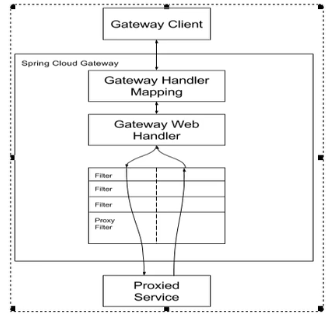 Gateway Client
Spring Cloud Gateway
Gateway Handler
Mapping
Gateway Web
Handler
Filter
Filter
Filter
Proxy
Filter
Proxied
Service